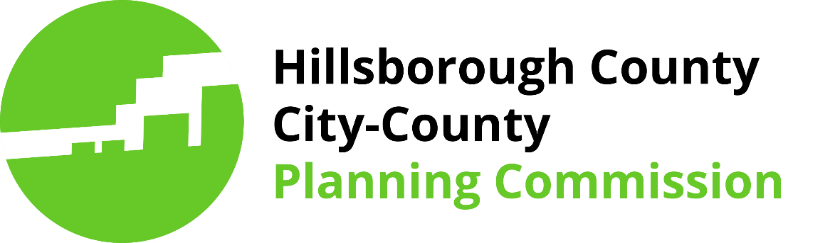 Hillsborough County
City-County
Planning Commission